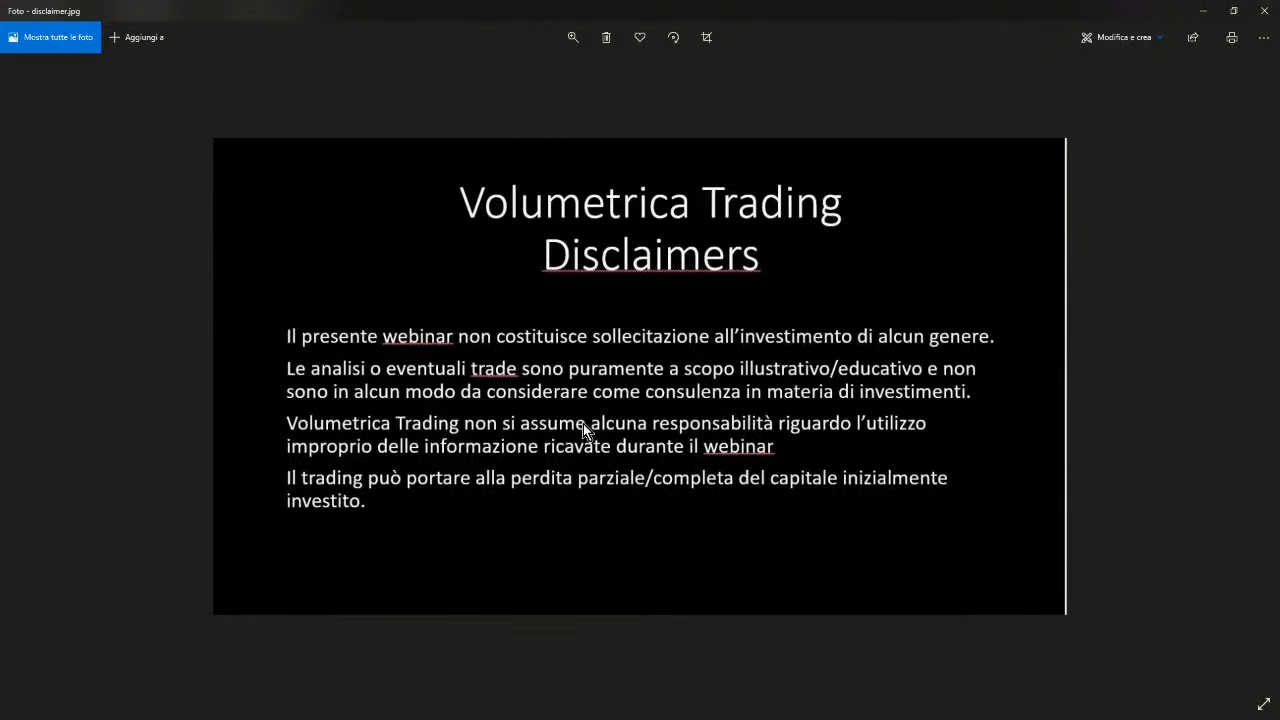 Foto - disclaimer.jpg
Mostra tutte le foto
Aggiungi a
Modifica e crea
Volumetrica Trading
Disclaimers
Il presente webinar non costituisce sollecitazione all’investimento di alcun genere.
Le analisi o eventuali trade sono puramente a scopo illustrativo/educativo e non
sono in alcun modo da considerare come consulenza in materia di investimenti.
Volumetrica Trading non si assume alcuna responsabilità riguardo l’utilizzo
improprio delle informazione ricavate durante il webinar
Il trading può portare alla perdita parziale/completa del capitale inizialmente
investito.